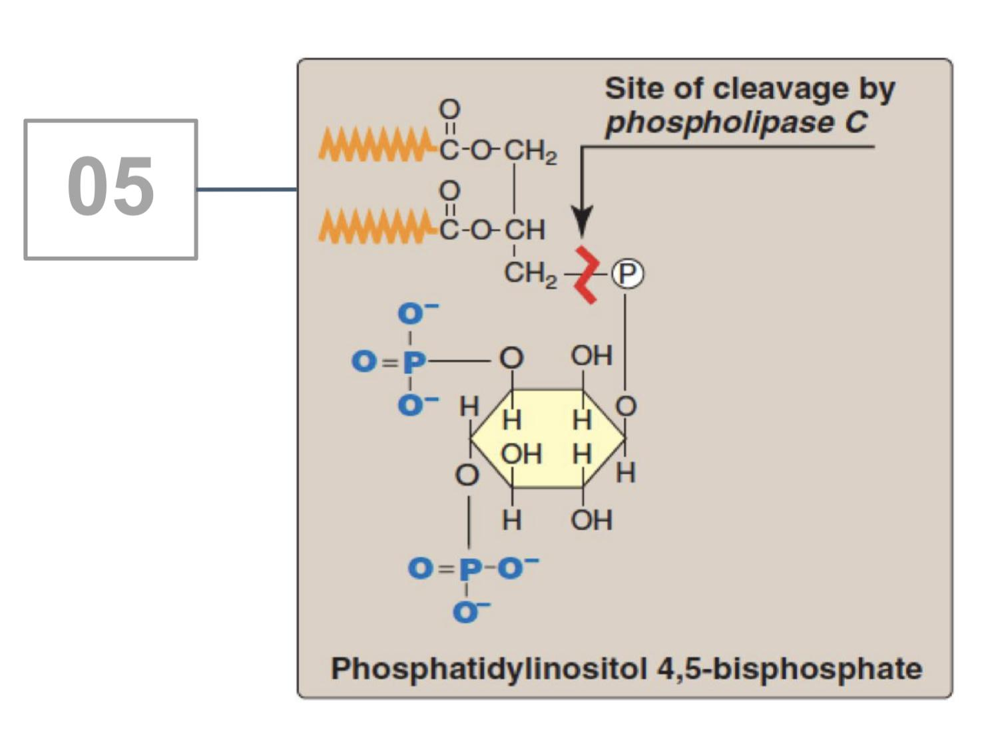 05
Site of cleavage by
phospholipase C
O
C-O-CH2
O
C-O-CH
CH2
P
O−
O=P
O
OH
O−
H
H
H
O
OH
H
O
H
H
OH
O=P-O−
O−
Phosphatidylinositol 4,5-bisphosphate